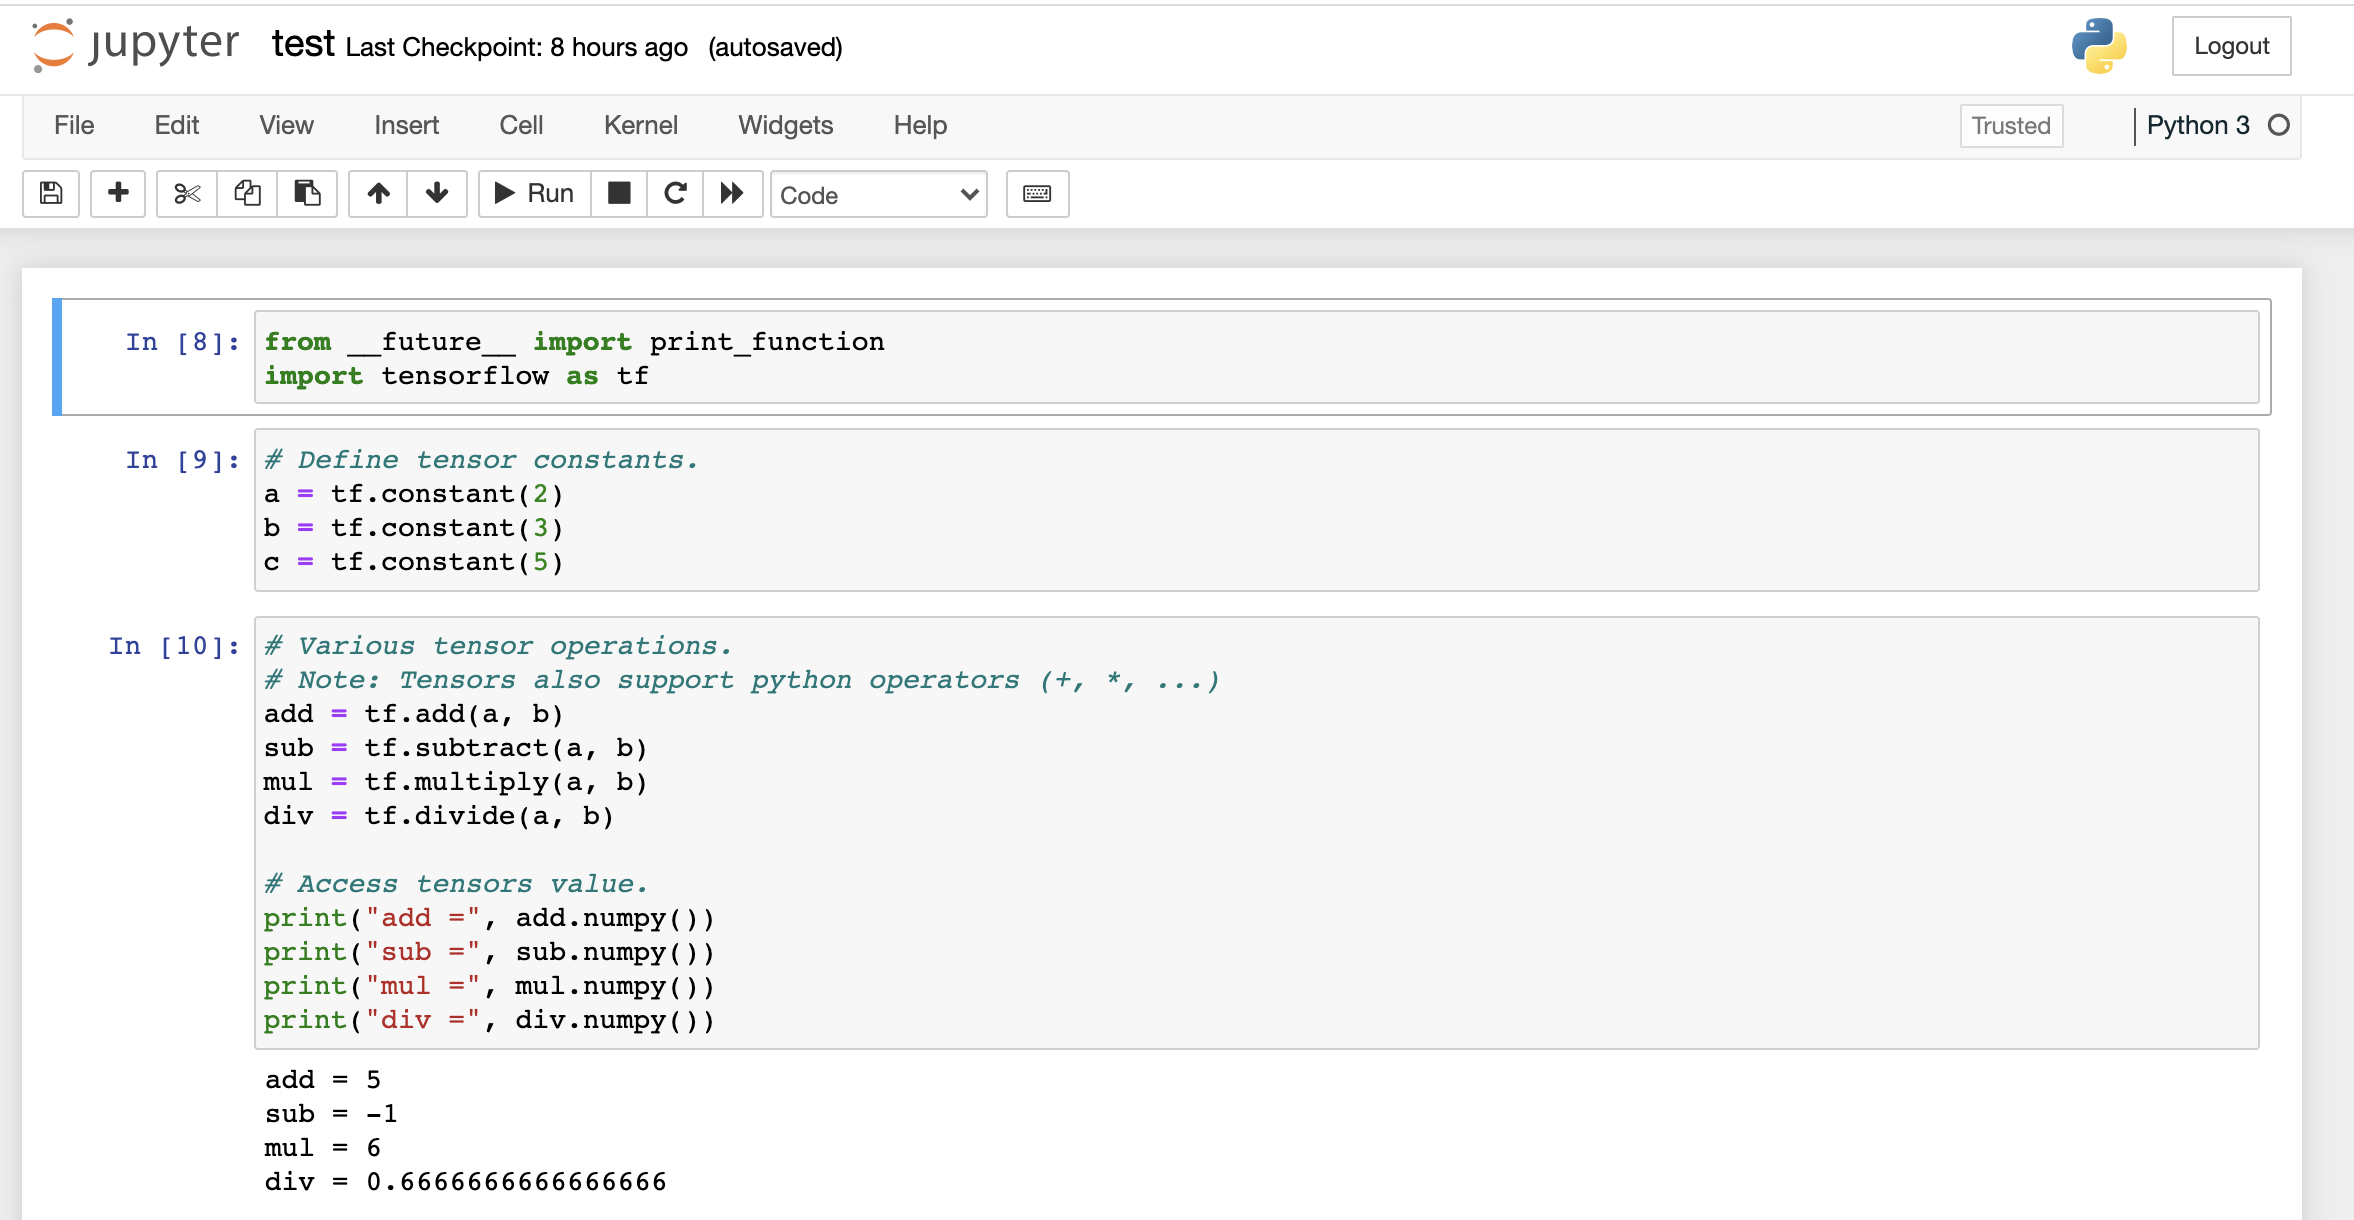 jupyter test Last Checkpoint: 8 hours ago (autosaved) Logout
File Edit View Insert Cell Kernel Widgets Help Trusted Python 3
Run Code
In [8]: from __future__ import print_function
import tensorflow as tf
In [9]: # Define tensor constants.
a = tf.constant(2)
b = tf.constant(3)
c = tf.constant(5)
In [10]: # Various tensor operations.
# Note: Tensors also support python operators (+, *, ...)
add = tf.add(a, b)
sub = tf.subtract(a, b)
mul = tf.multiply(a, b)
div = tf.divide(a, b)
# Access tensors value.
print("add =", add.numpy())
print("sub =", sub.numpy())
print("mul =", mul.numpy())
print("div =", div.numpy())
add = 5
sub = -1
mul = 6
div = 0.6666666666666666